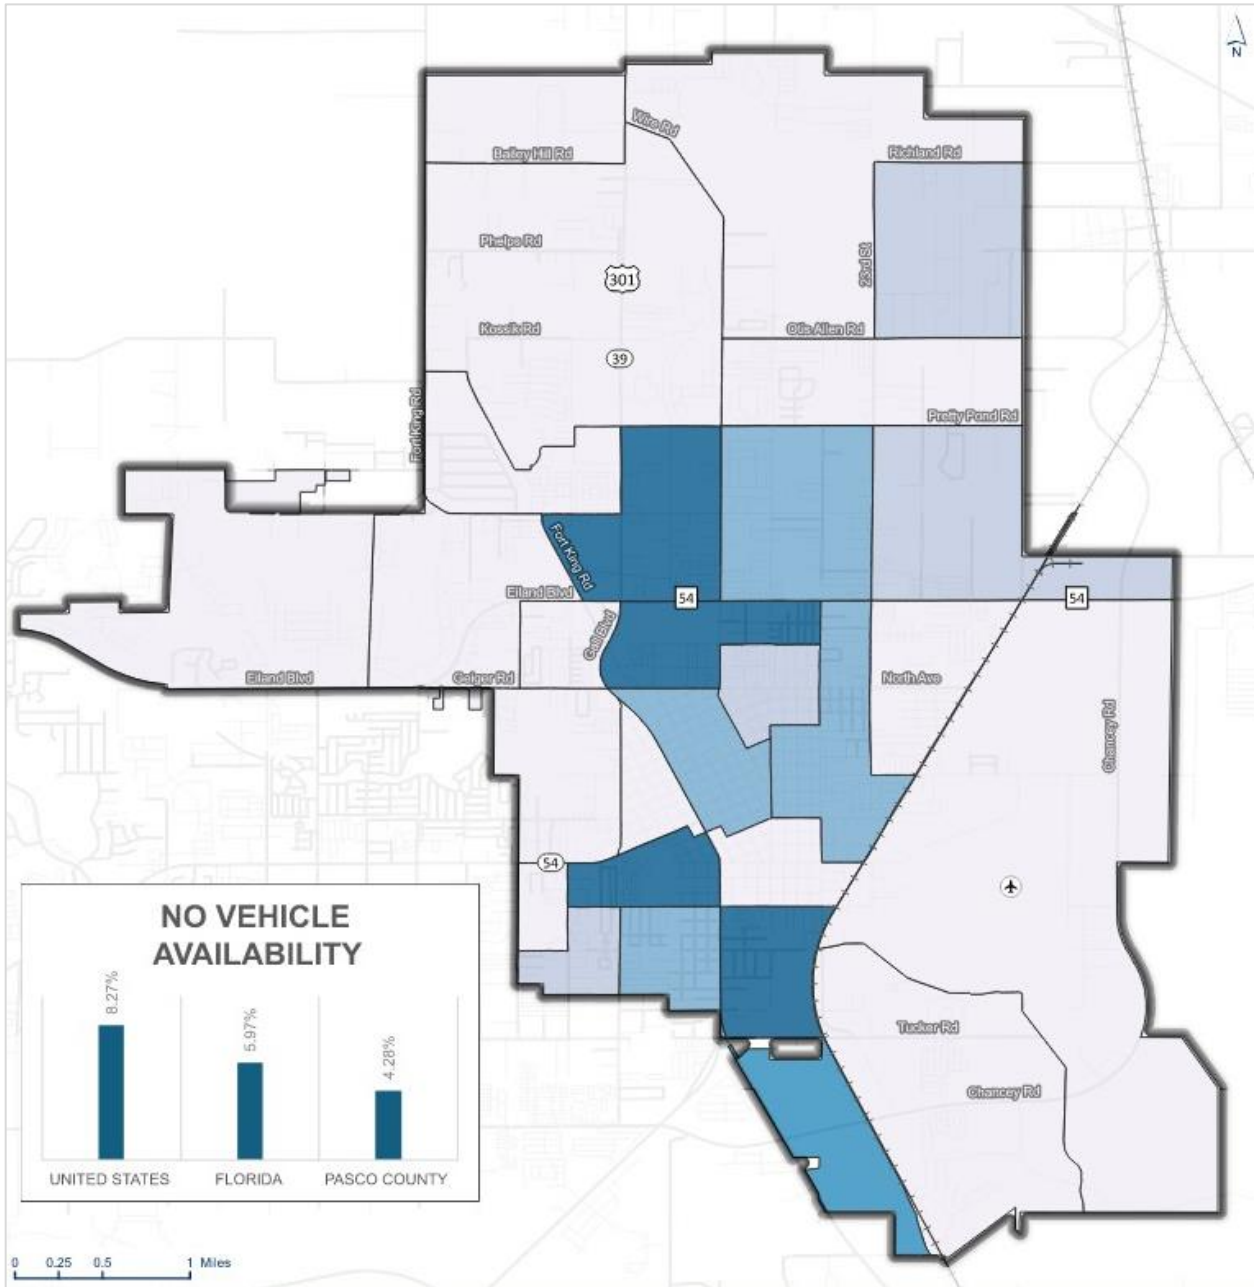 N
Wire Rd
Bailey Hill Rd
Richland Rd
Phelps Rd
23rd St
301
Kossik Rd
Otis Allen Rd
39
Fort King Rd
Pretty Pond Rd
Fort King Rd
Eiland Blvd
54
54
Gall Blvd
Eiland Blvd
Geiger Rd
North Ave
Chancey Rd
54
NO VEHICLE
AVAILABILITY
8.27%
5.97%
4.28%
UNITED STATES
FLORIDA
PASCO COUNTY
Tucker Rd
Chancey Rd
0 0.25 0.5 1 Miles